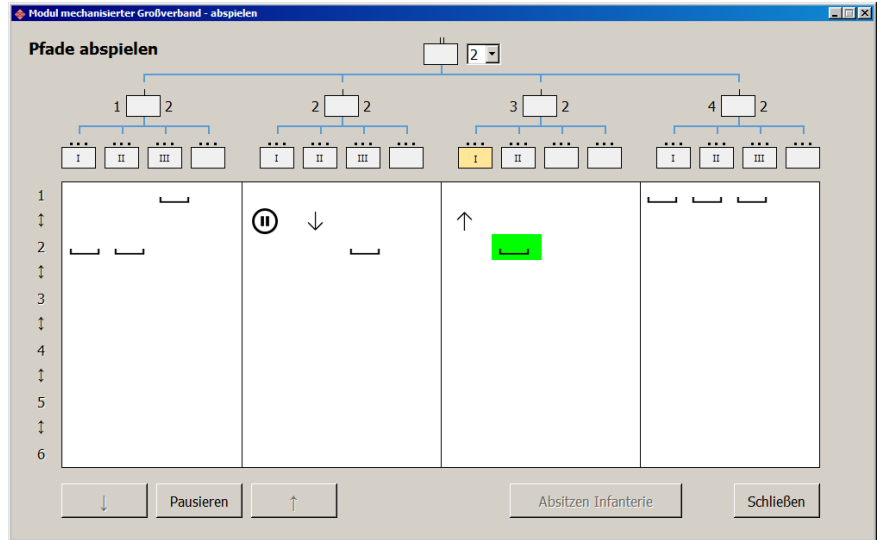 Modul mechanisierter Großverband - abspielen
Pfade abspielen
2
1 2 2 2 3 2 4 2
I II III I II III I II I II III
1
↕
2
↕
3
↕
4
↕
5
↕
6
↓ Pausieren ↑ Absitzen Infanterie Schließen